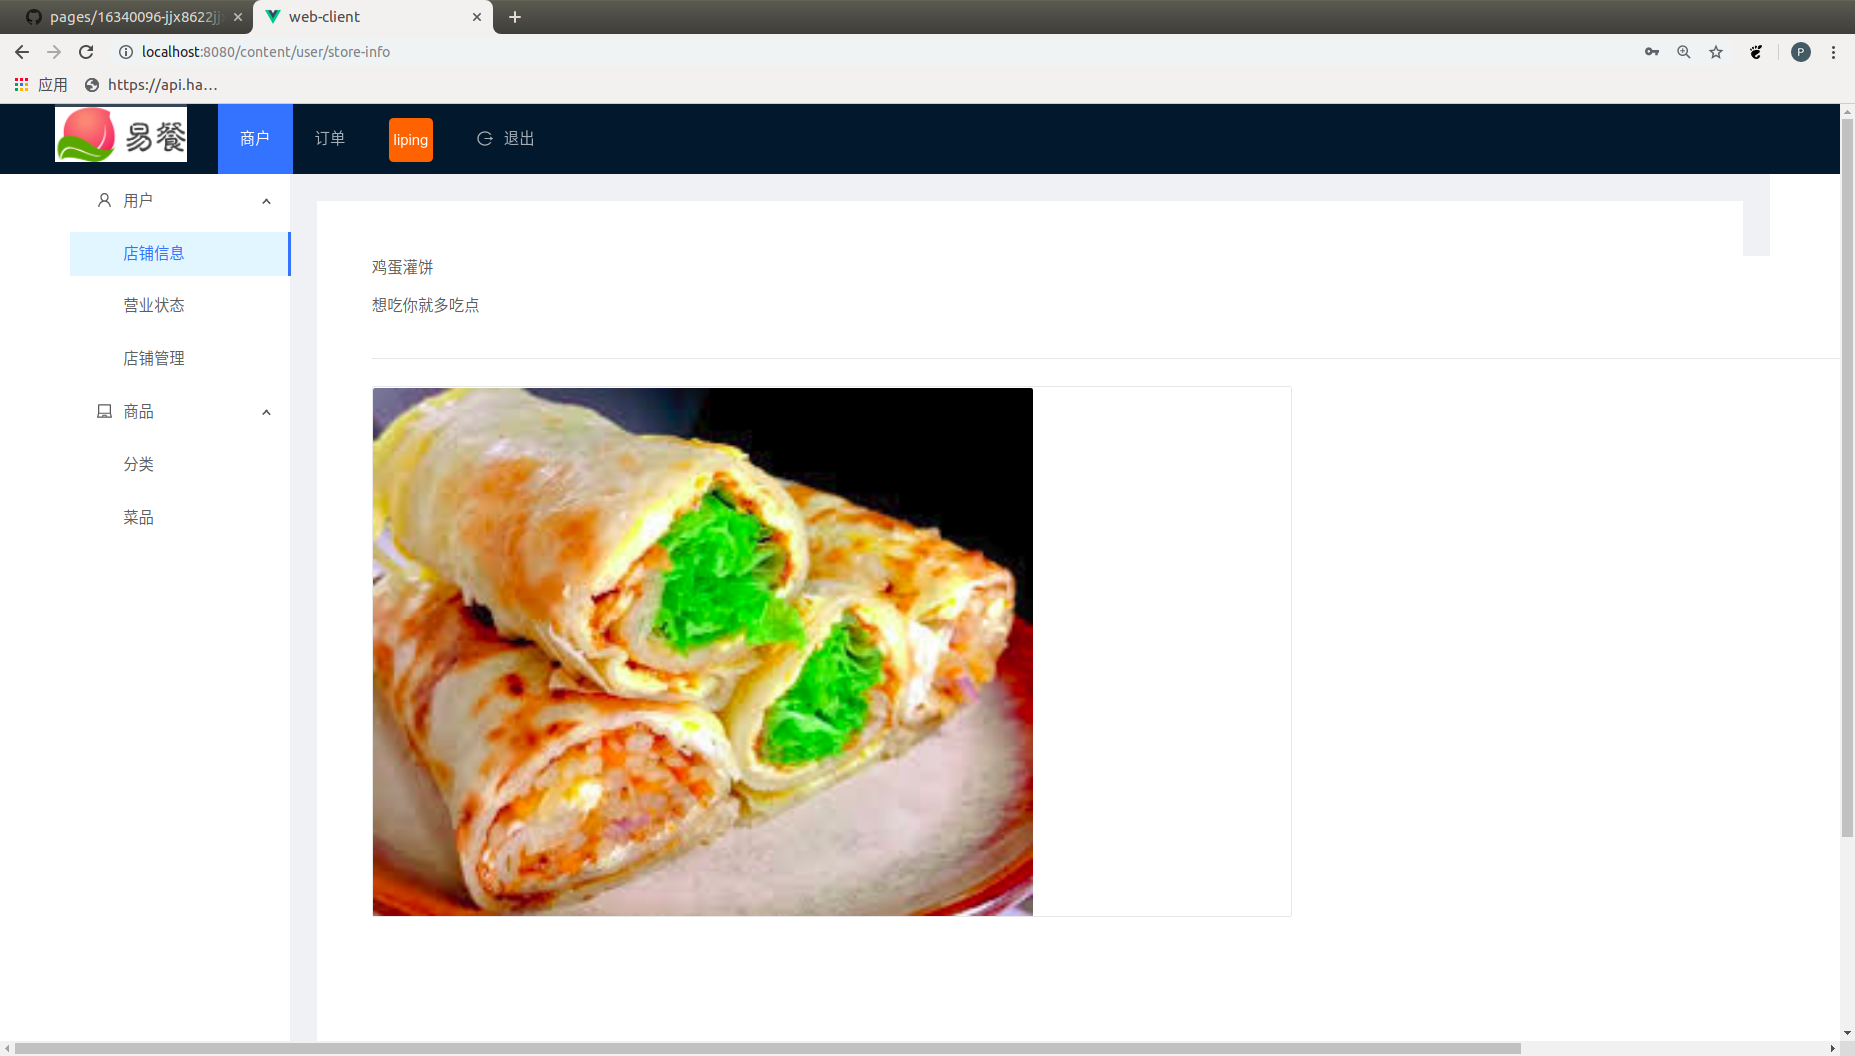 pages/16340096-jjx8622jj
web-client
localhost:8080/content/user/store-info
P
应用
https://api.ha…
易餐
商户
订单
liping
退出
用户
店铺信息
营业状态
店铺管理
商品
分类
菜品
鸡蛋灌饼
想吃你就多吃点